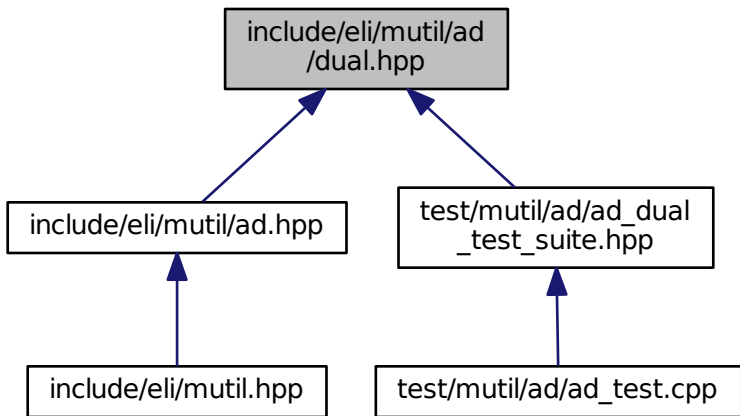 include/eli/mutil/ad
/dual.hpp
include/eli/mutil/ad.hpp
test/mutil/ad/ad_dual
_test_suite.hpp
include/eli/mutil.hpp
test/mutil/ad/ad_test.cpp